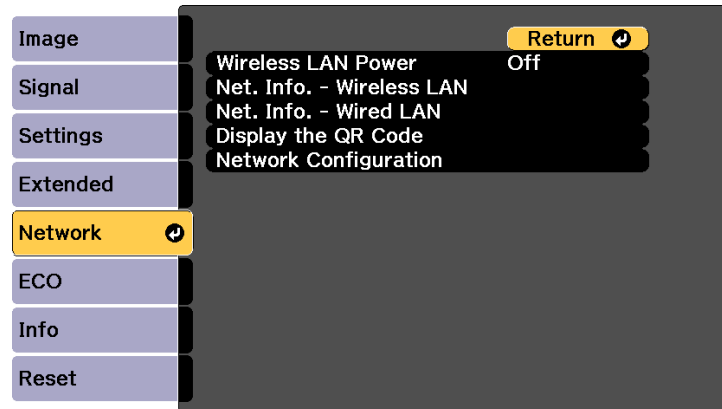 Image
Signal
Settings
Extended
Network
ECO
Info
Reset
Return
Wireless LAN Power Off
Net. Info. - Wireless LAN
Net. Info. - Wired LAN
Display the QR Code
Network Configuration